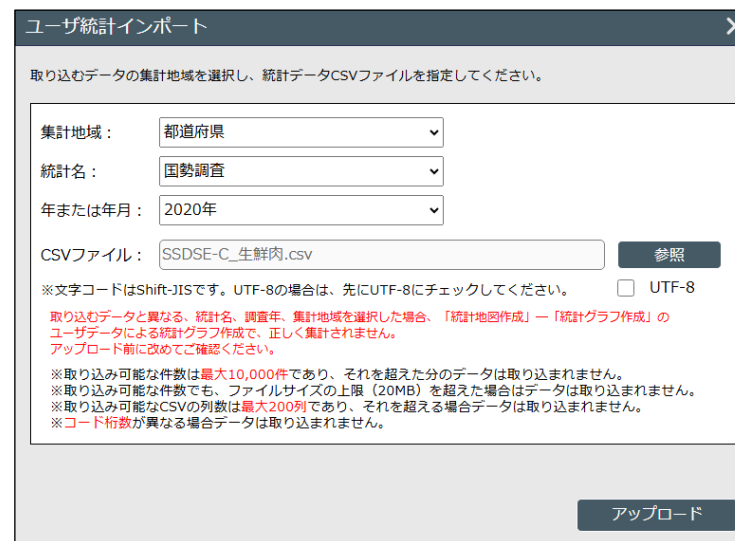 ユーザ統計インポート
取り込むデータの集計地域を選択し、統計データCSVファイルを指定してください。
集計地域： 都道府県
統計名： 国勢調査
年または年月： 2020年
CSVファイル： SSDSE-C_生鮮肉.csv 参照
※文字コードはShift-JISです。UTF-8の場合は、先にUTF-8にチェックしてください。 UTF-8
取り込むデータと異なる、統計名、調査年、集計地域を選択した場合、「統計地図作成」―「統計グラフ作成」の
ユーザデータによる統計グラフ作成で、正しく集計されません。
アップロード前に改めてご確認ください。
※取り込み可能な件数は最大10,000件であり、それを超えた分のデータは取り込まれません。
※取り込み可能な件数でも、ファイルサイズの上限（20MB）を超えた場合はデータは取り込まれません。
※取り込み可能なCSVの列数は最大200列であり、それを超える場合データは取り込まれません。
※コード桁数が異なる場合データは取り込まれません。
アップロード